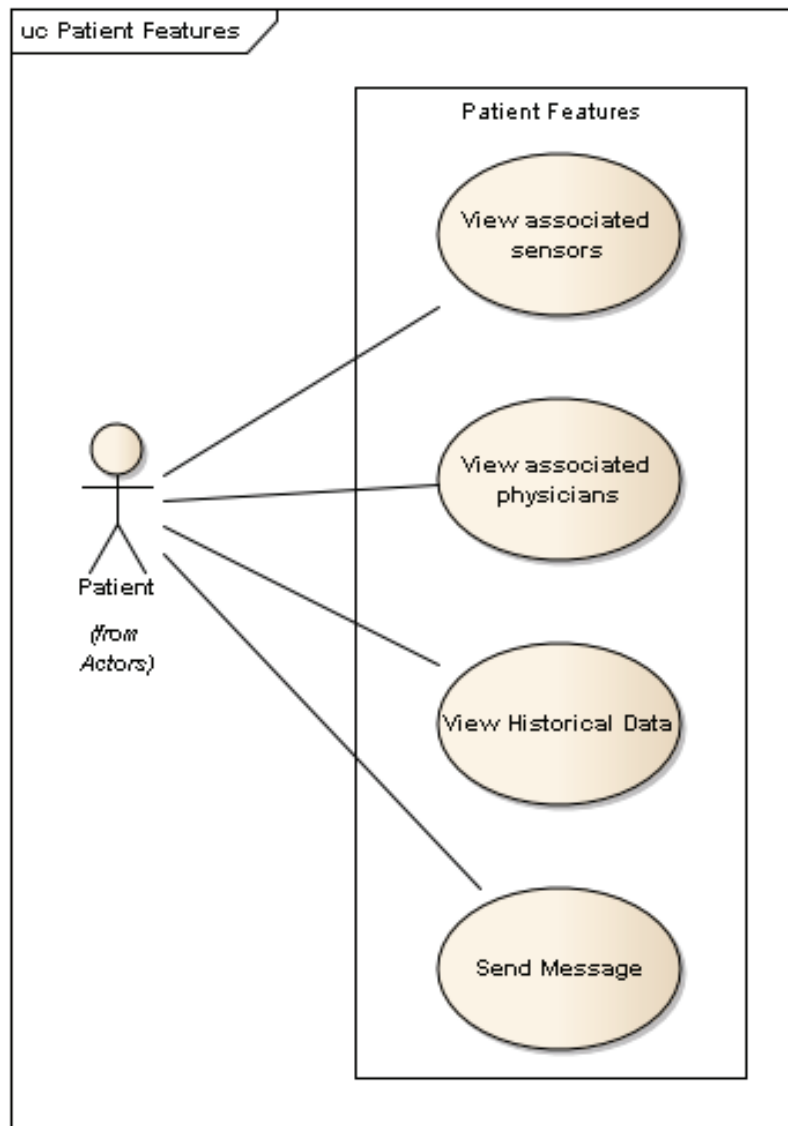 uc Patient Features
Patient Features
View associated
sensors
View associated
physicians
Patient
(from
Actors)
View Historical Data
Send Message